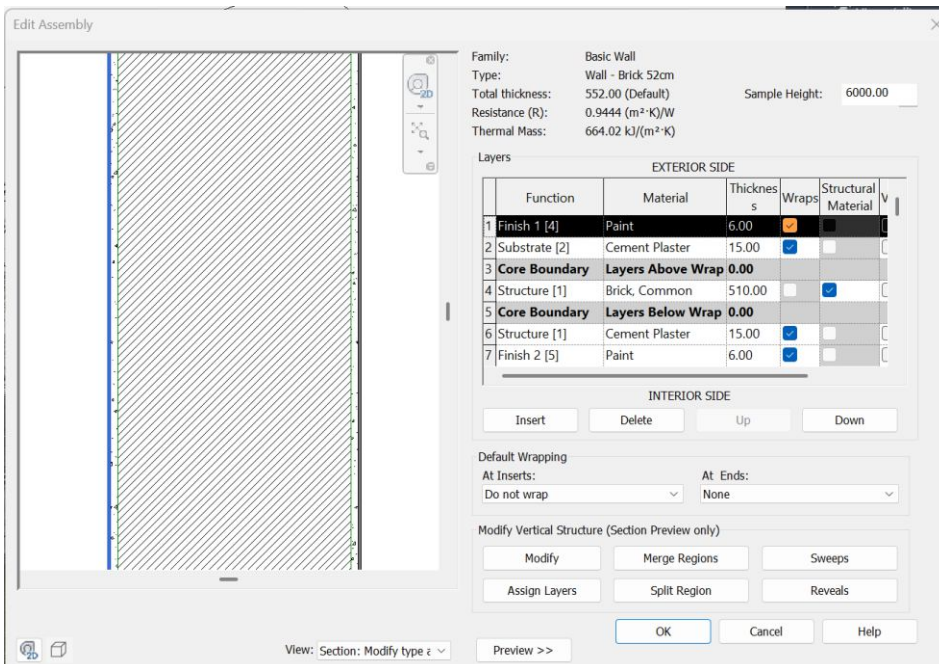 Edit Assembly
Family: Basic Wall
Type: Wall - Brick 52cm
Total thickness: 552.00 (Default) Sample Height: 6000.00
Resistance (R): 0.9444 (m²·K)/W
Thermal Mass: 664.02 kJ/(m²·K)
Layers
EXTERIOR SIDE
Function Material Thicknes s Wraps Structural Material V
1 Finish 1 [4] Paint 6.00
2 Substrate [2] Cement Plaster 15.00
3 Core Boundary Layers Above Wrap 0.00
4 Structure [1] Brick, Common 510.00
5 Core Boundary Layers Below Wrap 0.00
6 Structure [1] Cement Plaster 15.00
7 Finish 2 [5] Paint 6.00
INTERIOR SIDE
Insert Delete Up Down
Default Wrapping
At Inserts: At Ends:
Do not wrap None
Modify Vertical Structure (Section Preview only)
Modify Merge Regions Sweeps
Assign Layers Split Region Reveals
OK Cancel Help
View: Section: Modify type a Preview >>
2D
2D